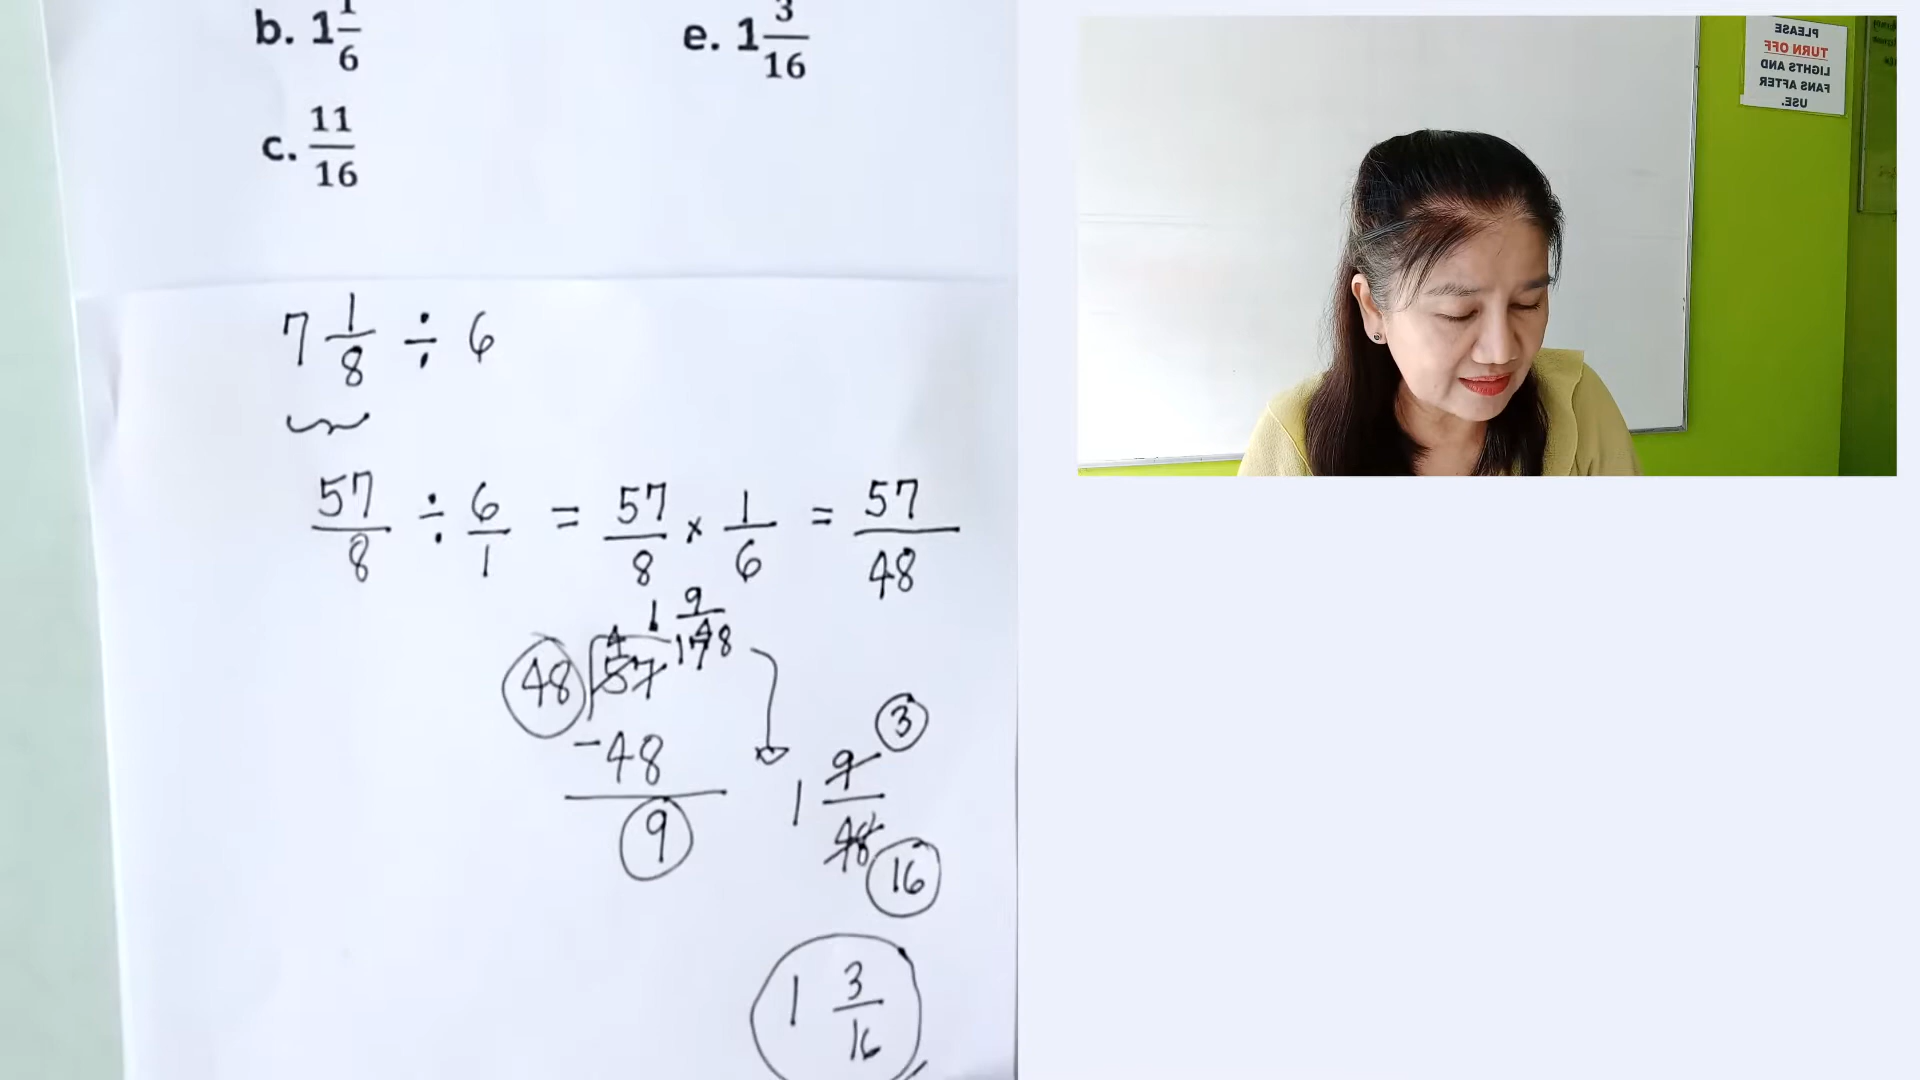 b. 1 1/6
e. 1 3/16
c. 11/16
7 1/8 ÷ 6
57/8 ÷ 6/1 = 57/8 × 1/6 = 57/48
1 9/48
4 17
48 57
-48
9
1 9/48
3
16
1 3/16
PLEASE
TURN OFF
LIGHTS AND
FANS AFTER
USE.